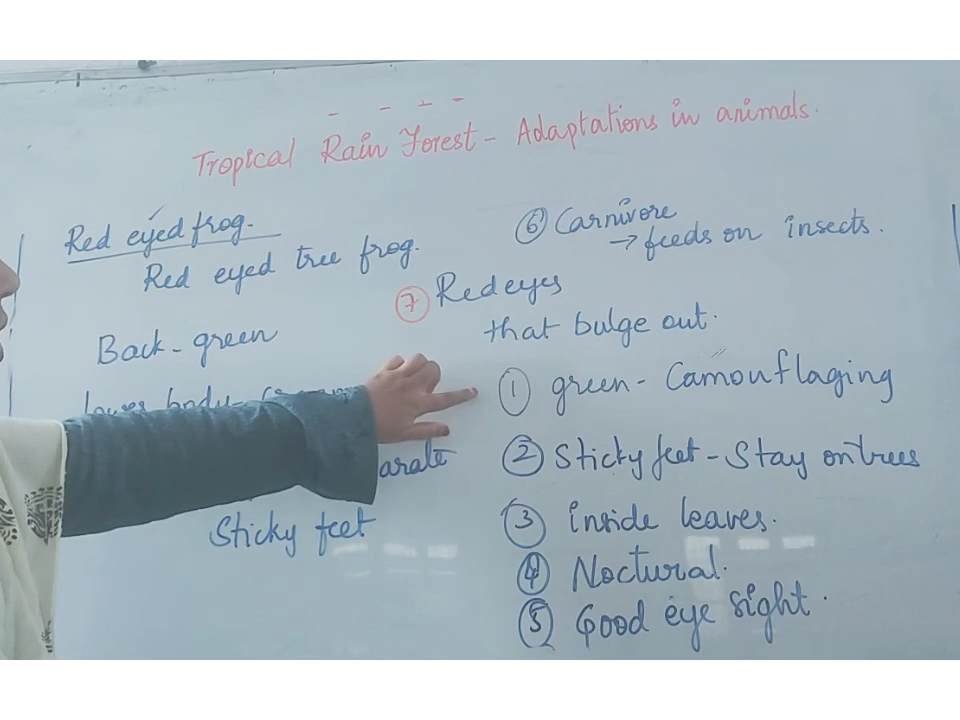 Tropical Rain Forest - Adaptations in animals.
Red eyed frog.
Red eyed tree frog.
Back - green
lower body -
Sticky feet
⑥ Carnivore
→ feeds on insects.
⑦ Red eyes
that bulge out.
① green - Camouflaging
② Sticky feet - Stay on trees
③ inside leaves.
④ Noctural.
⑤ Good eye sight.